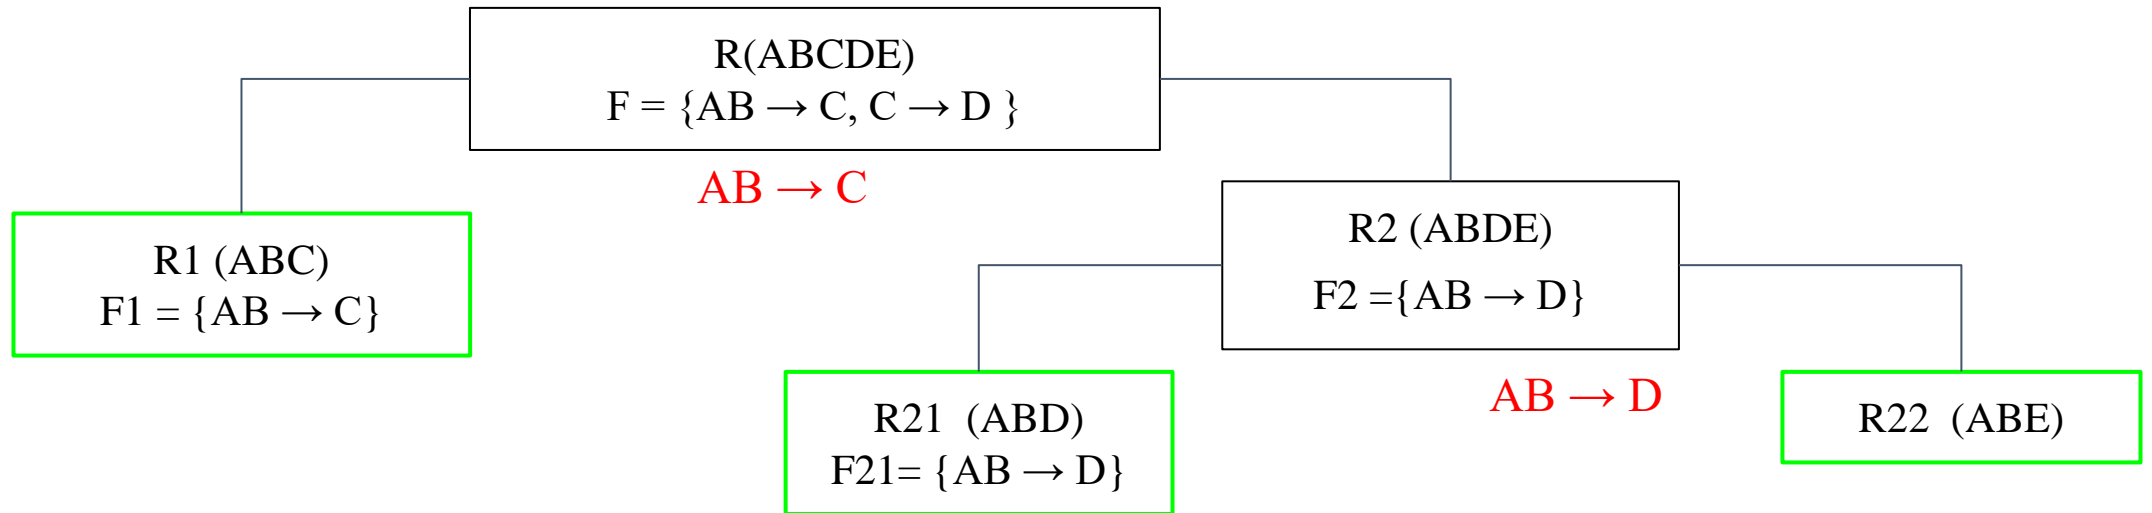 R(ABCDE)
F = {AB → C, C → D }
AB → C
R1 (ABC)
F1 = {AB → C}
R2 (ABDE)
F2 ={AB → D}
AB → D
R21  (ABD)
F21= {AB → D}
R22  (ABE)